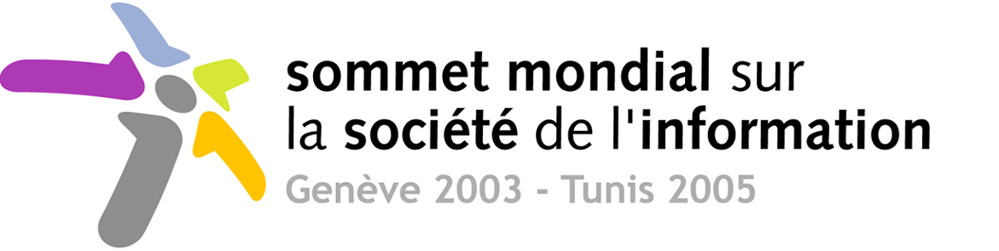 sommet mondial sur
la société de l'information
Genève 2003 - Tunis 2005